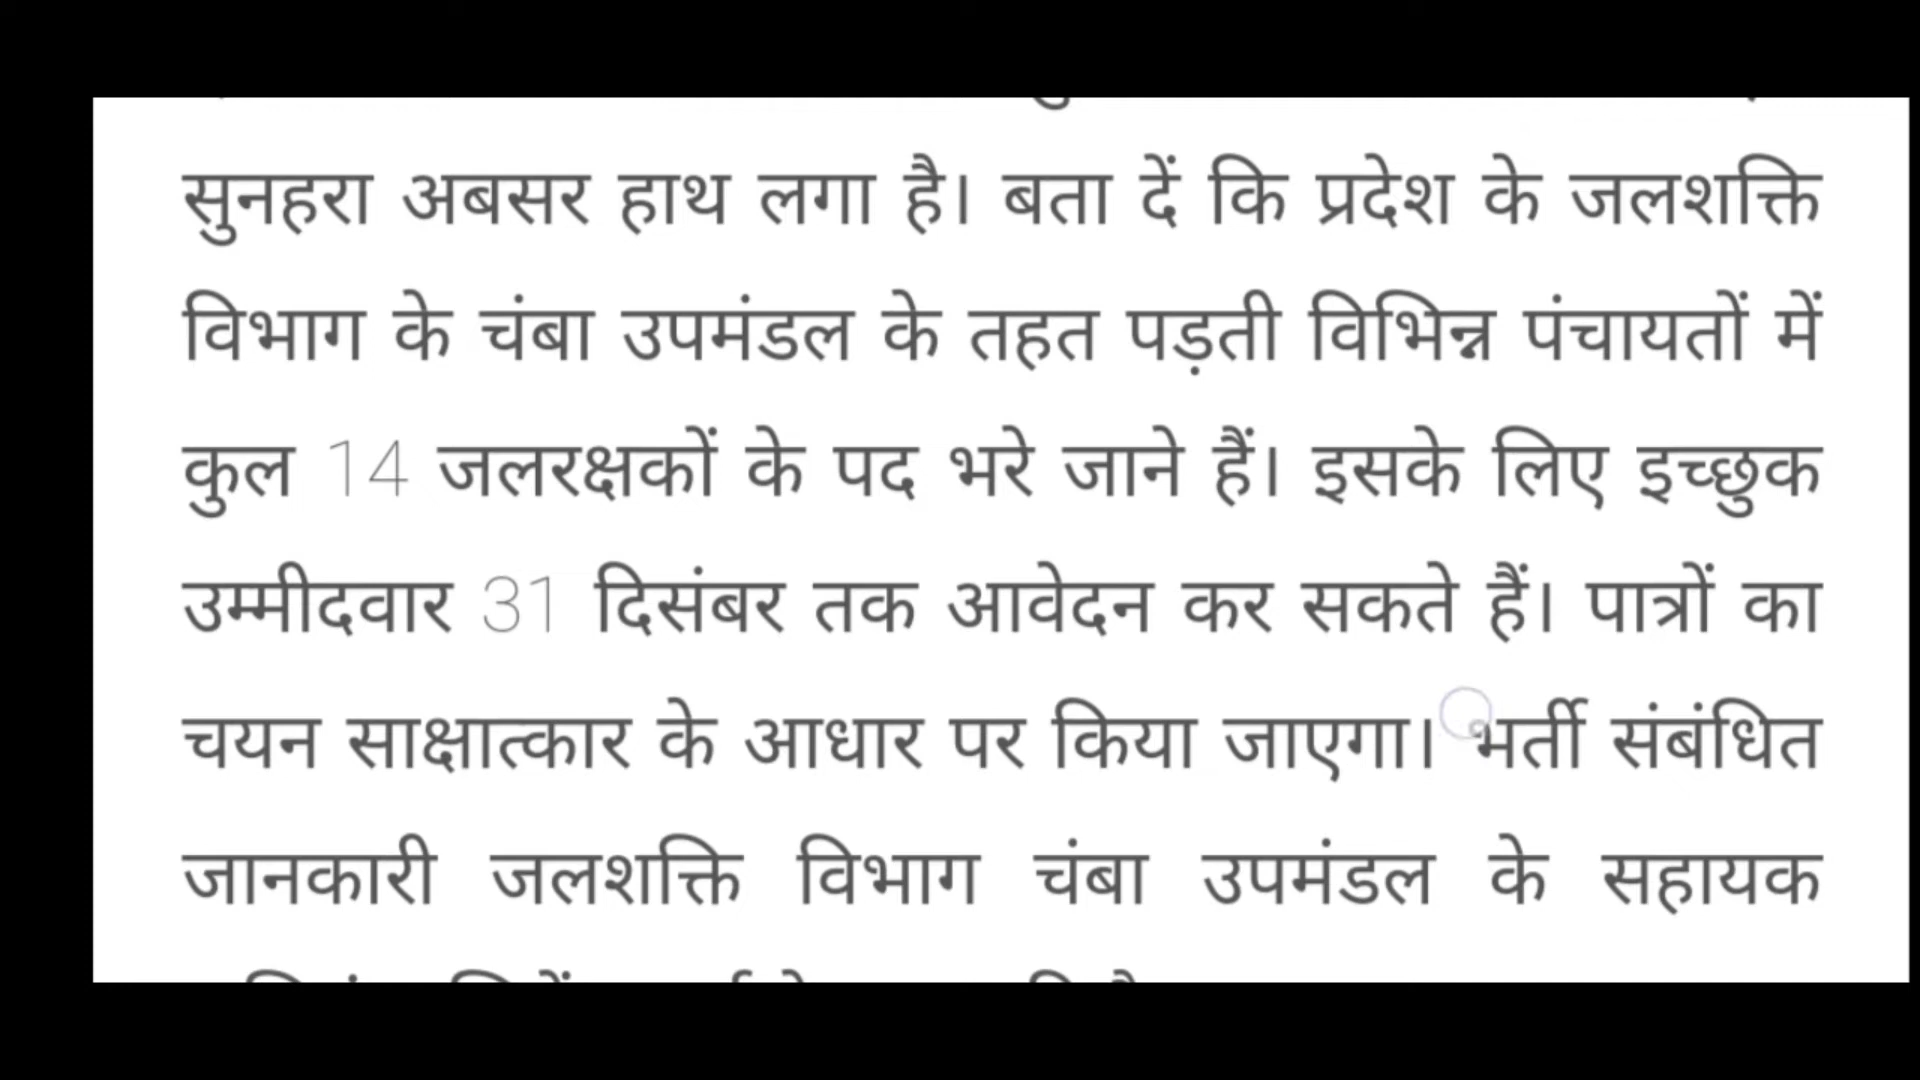 सुनहरा अबसर हाथ लगा है। बता दें कि प्रदेश के जलशक्ति
विभाग के चंबा उपमंडल के तहत पड़ती विभिन्न पंचायतों में
कुल 14 जलरक्षकों के पद भरे जाने हैं। इसके लिए इच्छुक
उम्मीदवार 31 दिसंबर तक आवेदन कर सकते हैं। पात्रों का
चयन साक्षात्कार के आधार पर किया जाएगा। भर्ती संबंधित
जानकारी जलशक्ति विभाग चंबा उपमंडल के सहायक